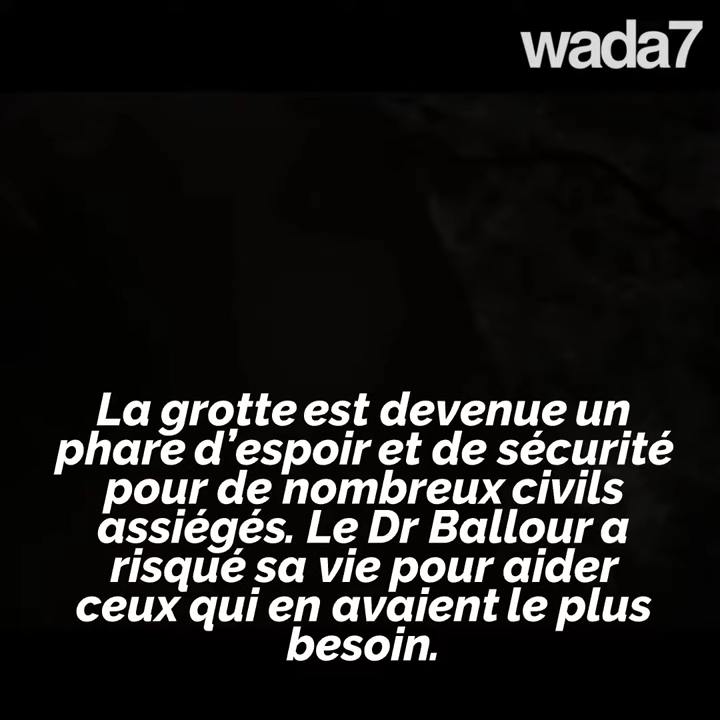 wada7
La grotte est devenue un
phare d’espoir et de sécurité
pour de nombreux civils
assiégés. Le Dr Ballour a
risqué sa vie pour aider
ceux qui en avaient le plus
besoin.